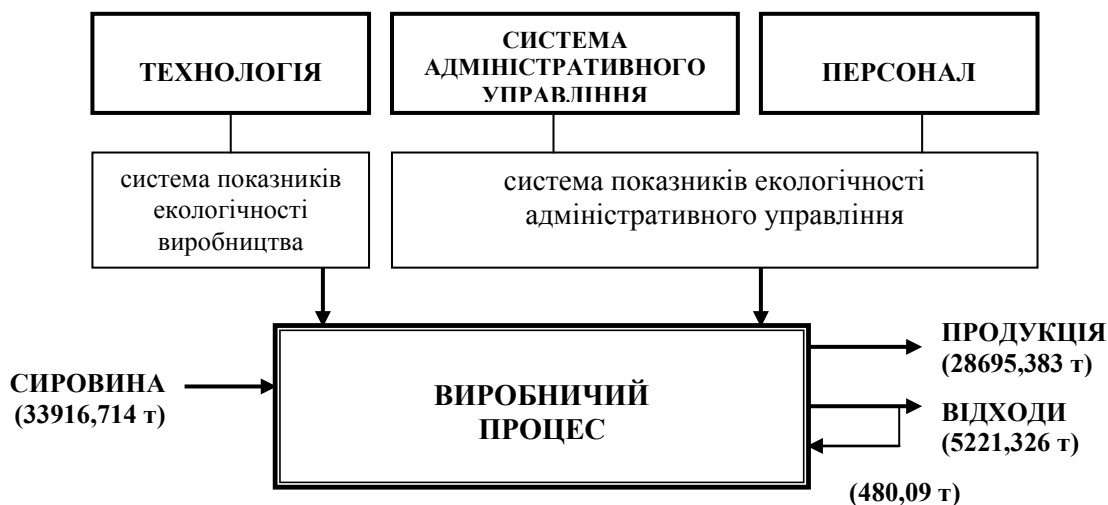 ТЕХНОЛОГІЯ
СИСТЕМА
АДМІНІСТРАТИВНОГО
УПРАВЛІННЯ
ПЕРСОНАЛ
система показників
екологічності
виробництва
система показників екологічності
адміністративного управління
СИРОВИНА
(33916,714 т)
ВИРОБНИЧИЙ
ПРОЦЕС
ПРОДУКЦІЯ
(28695,383 т)
ВІДХОДИ
(5221,326 т)
(480,09 т)